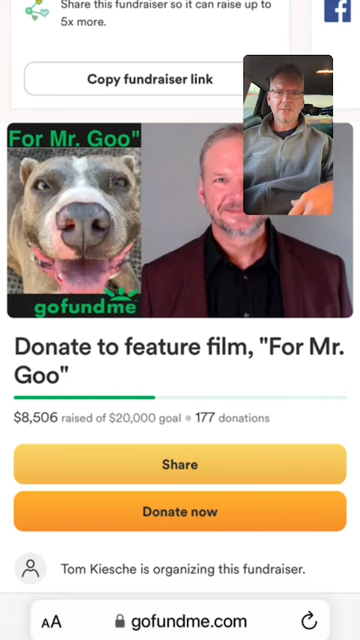 Share this fundraiser so it can raise up to
5x more.
Copy fundraiser link
For Mr. Goo"
gofundme
Donate to feature film, "For Mr.
Goo"
$8,506 raised of $20,000 goal • 177 donations
Share
Donate now
Tom Kiesche is organizing this fundraiser.
AA gofundme.com